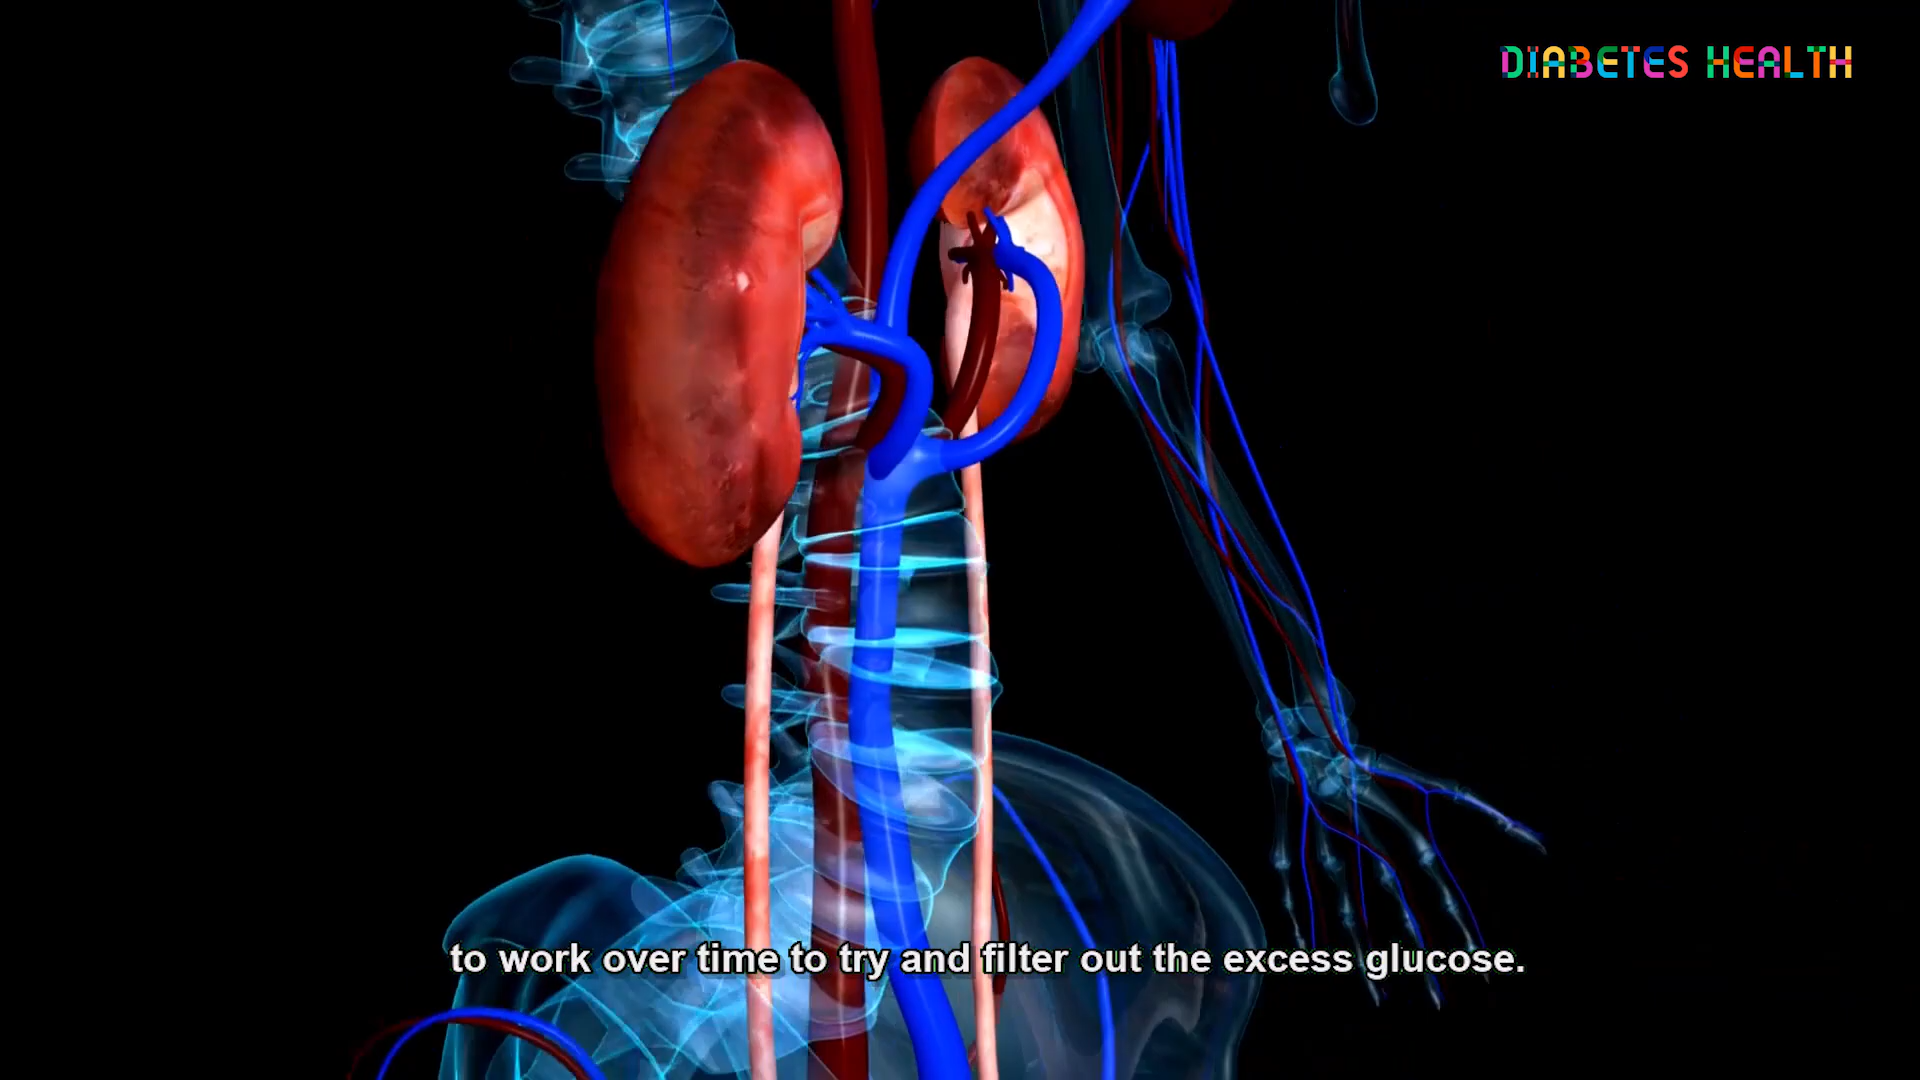 DIABETES HEALTH
to work over time to try and filter out the excess glucose.